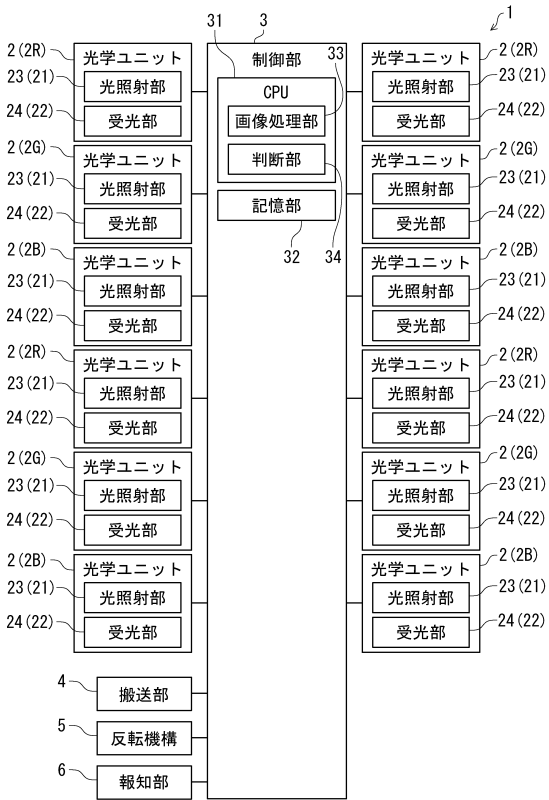 1
31
3
2(2R)
光学ユニット
23(21)
光照射部
24(22)
受光部
2(2G)
光学ユニット
23(21)
光照射部
24(22)
受光部
2(2B)
光学ユニット
23(21)
光照射部
24(22)
受光部
2(2R)
光学ユニット
23(21)
光照射部
24(22)
受光部
2(2G)
光学ユニット
23(21)
光照射部
24(22)
受光部
2(2B)
光学ユニット
23(21)
光照射部
24(22)
受光部
4
搬送部
5
反転機構
6
報知部
制御部
33
CPU
画像処理部
判断部
記憶部
32
34
光学ユニット
2(2R)
光照射部
23(21)
受光部
24(22)
光学ユニット
2(2G)
光照射部
23(21)
受光部
24(22)
光学ユニット
2(2B)
光照射部
23(21)
受光部
24(22)
光学ユニット
2(2R)
光照射部
23(21)
受光部
24(22)
光学ユニット
2(2G)
光照射部
23(21)
受光部
24(22)
光学ユニット
2(2B)
光照射部
23(21)
受光部
24(22)